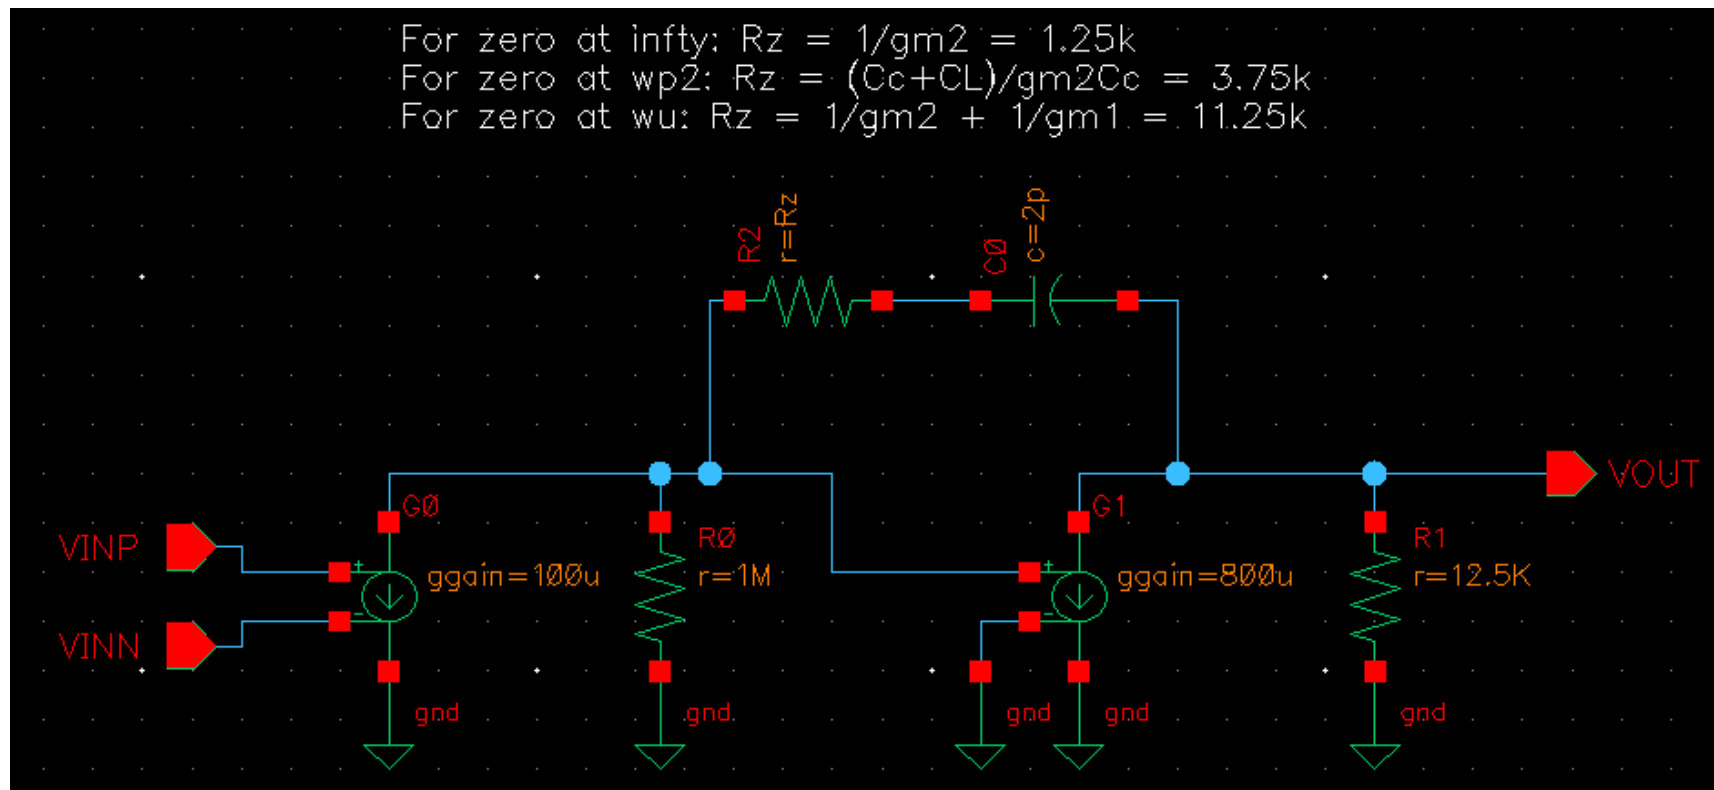 For zero at infty: Rz = 1/gm2 = 1.25k
For zero at wp2: Rz = (Cc+CL)/gm2Cc = 3.75k
For zero at wu: Rz = 1/gm2 + 1/gm1 = 11.25k
R2
r=Rz
C0
c=2p
VOUT
G0
G1
VINP
R0
R1
ggain=100u
r=1M
ggain=800u
r=12.5K
VINN
gnd
gnd
gnd
gnd
gnd